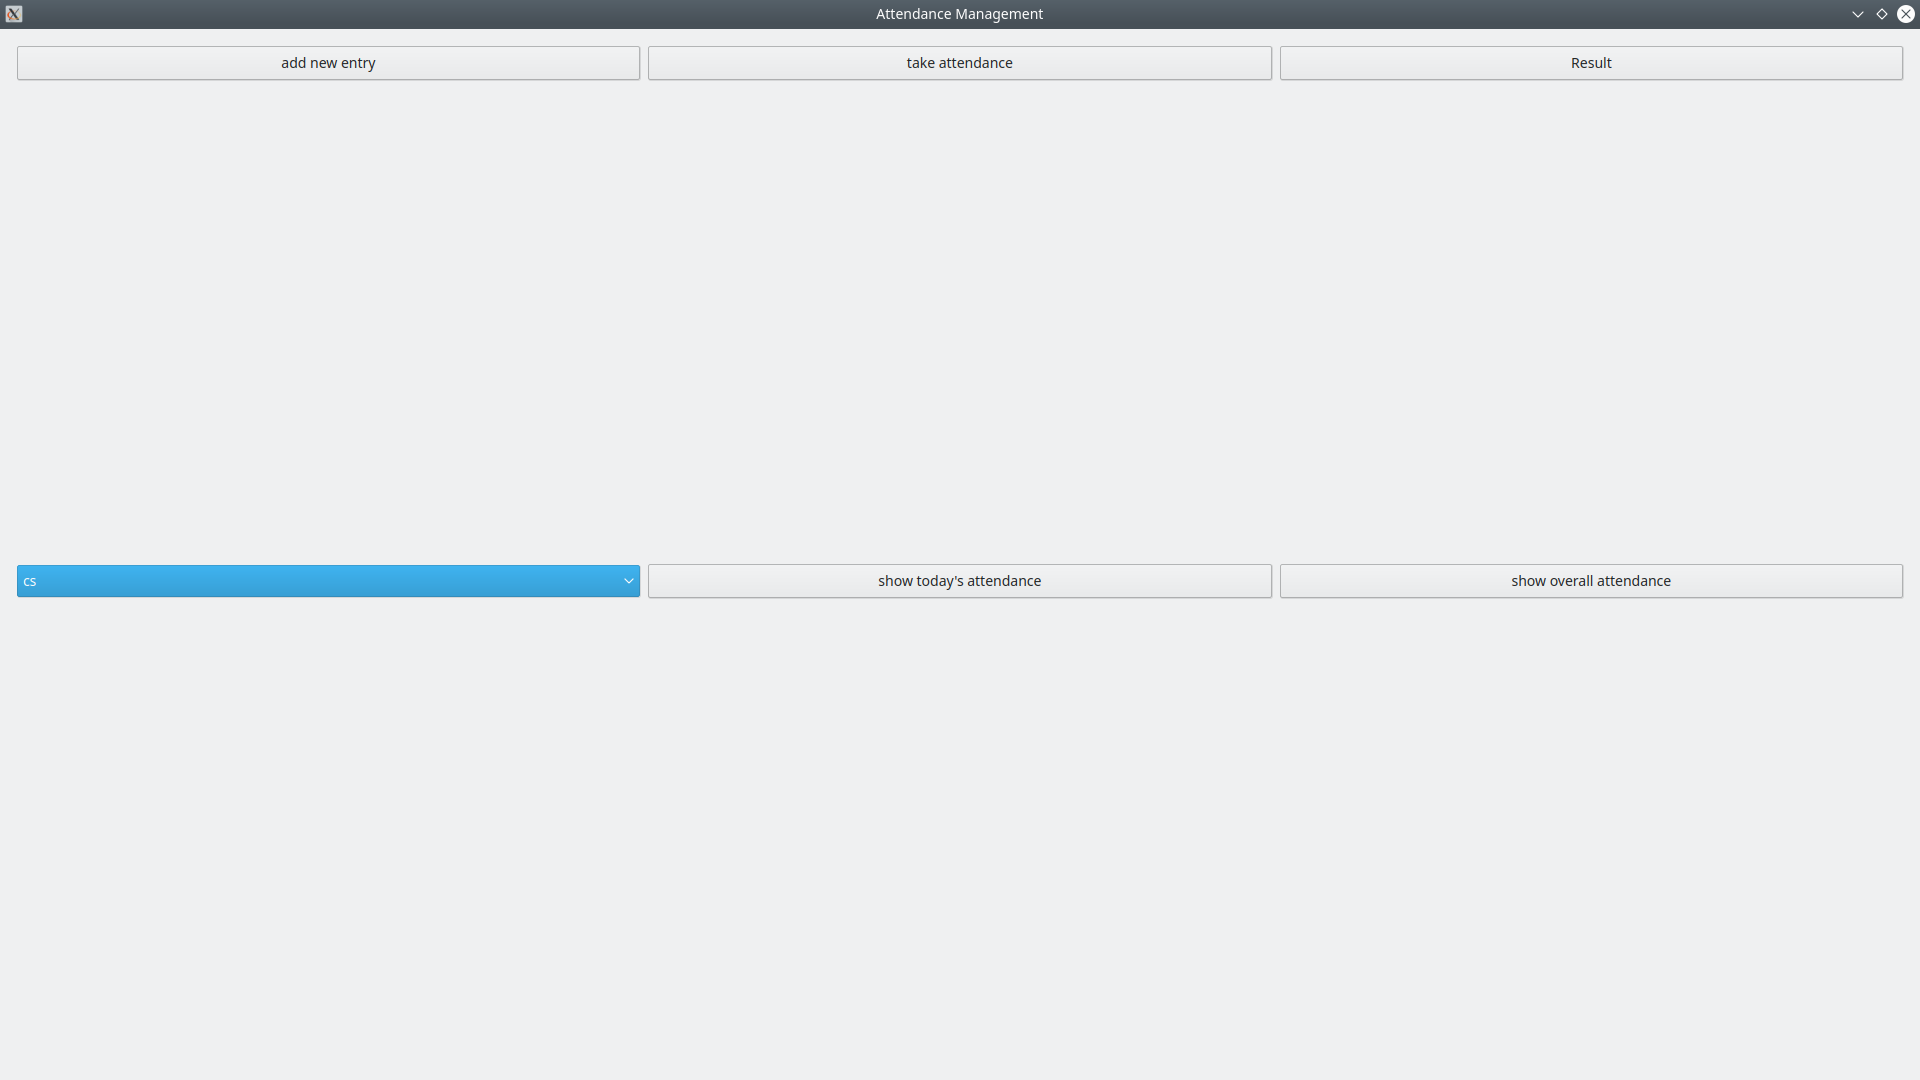 Attendance Management
add new entry
take attendance
Result
cs
show today's attendance
show overall attendance